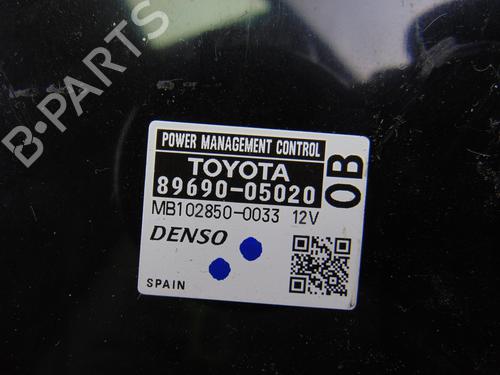 B-PARTS
POWER MANAGEMENT CONTROL
TOYOTA
89690-05020
0B
MB102850-0033 12V
DENSO
SPAIN